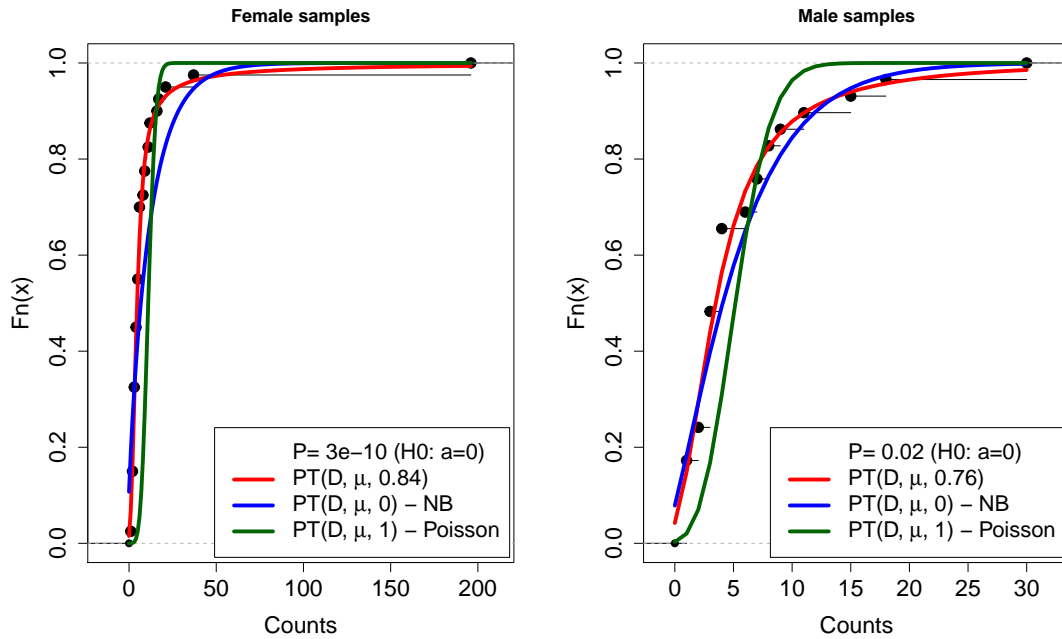 Female samples
Fn(x)
1.0
0.8
0.6
0.4
0.2
0.0
P= 3e−10 (H0: a=0)
PT(D, μ, 0.84)
PT(D, μ, 0) − NB
PT(D, μ, 1) − Poisson
0 50 100 150 200
Counts
Male samples
Fn(x)
1.0
0.8
0.6
0.4
0.2
0.0
P= 0.02 (H0: a=0)
PT(D, μ, 0.76)
PT(D, μ, 0) − NB
PT(D, μ, 1) − Poisson
0 5 10 15 20 25 30
Counts